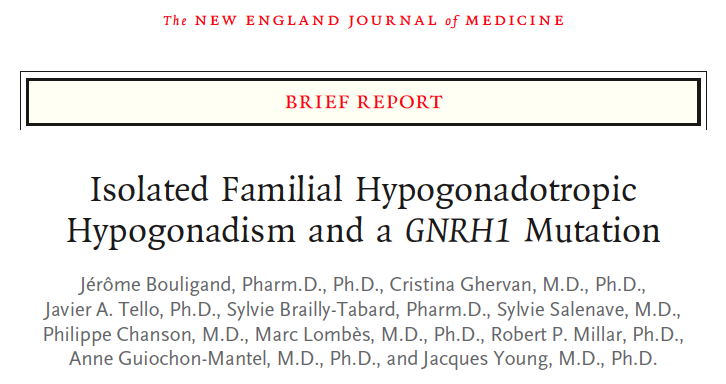 The NEW ENGLAND JOURNAL of MEDICINE
BRIEF REPORT
Isolated Familial Hypogonadotropic
Hypogonadism and a GNRH1 Mutation
Jérôme Bouligand, Pharm.D., Ph.D., Cristina Ghervan, M.D., Ph.D.,
Javier A. Tello, Ph.D., Sylvie Brailly-Tabard, Pharm.D., Sylvie Salenave, M.D.,
Philippe Chanson, M.D., Marc Lombès, M.D., Ph.D., Robert P. Millar, Ph.D.,
Anne Guiochon-Mantel, M.D., Ph.D., and Jacques Young, M.D., Ph.D.